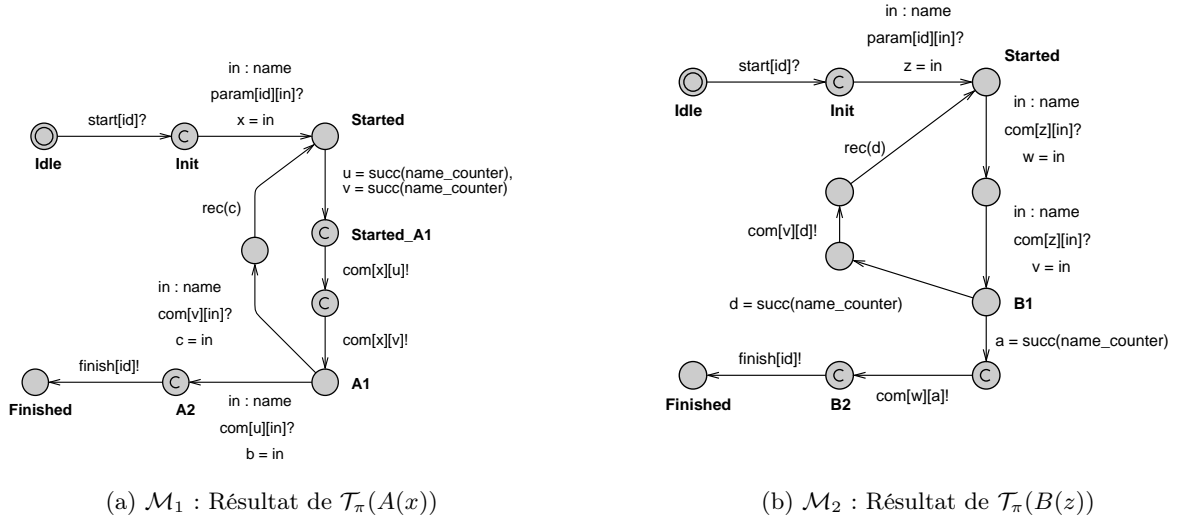 in : name
param[id][in]?
x = in
start[id]?
Started
Idle
Init
u = succ(name_counter),
v = succ(name_counter)
rec(c)
Started_A1
com[x][u]!
in : name
com[v][in]?
c = in
com[x][v]!
finish[id]!
A1
Finished
A2
in : name
com[u][in]?
b = in
(a) ℳ₁ : Résultat de 𝒯π(A(x))
in : name
param[id][in]?
z = in
start[id]?
Started
Idle
Init
in : name
com[z][in]?
w = in
rec(d)
in : name
com[z][in]?
v = in
com[v][d]!
d = succ(name_counter)
B1
a = succ(name_counter)
finish[id]!
Finished
B2
com[w][a]!
(b) ℳ₂ : Résultat de 𝒯π(B(z))
C
C
C
C
C
C
C